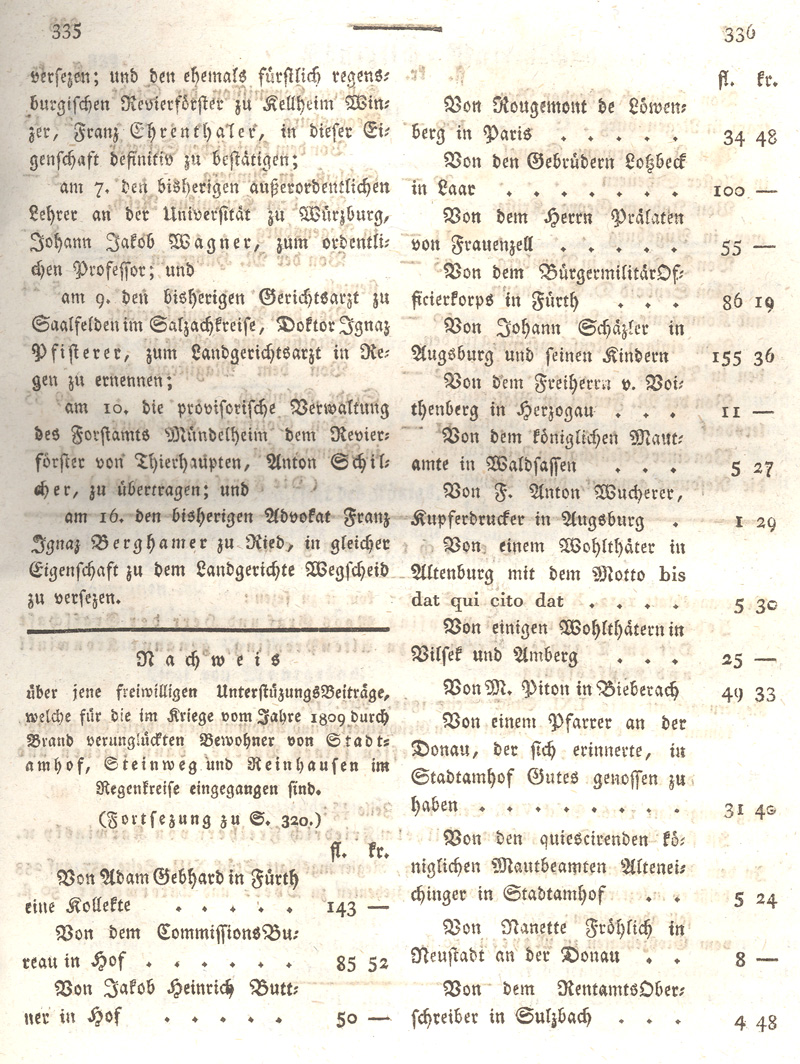 335
versezen; und den ehemals fürstlich regens-
burgischen Revierförster zu Kellheim Win-
zer, Franz Ehrenthaler, in dieser Ei-
genschaft definitiv zu bestätigen;
am 7. den bisherigen außerordentlichen
Lehrer an der Universität zu Würzburg,
Johann Jakob Wagner, zum ordentli-
chen Professor; und
am 9. den bisherigen Gerichtsarzt zu
Saalfelden im Salzachkreise, Doktor Ignaz
Pfisterer, zum Landgerichtsarzt in Re-
gen zu ernennen;
am 10. die provisorische Verwaltung
des Forstamts Mündelheim dem Revier-
förster von Thierhaupten, Anton Schil-
cher, zu übertragen; und
am 16. den bisherigen Advokat Franz
Ignaz Berghamer zu Ried, in gleicher
Eigenschaft zu dem Landgerichte Wegscheid
zu versezen.
Nachweis
über jene freiwilligen UnterstüzungsBeiträge,
welche für die im Kriege vom Jahre 1809 durch
Brand verunglückten Bewohner von Stadt-
amhof, Steinweg und Reinhausen im
Regenkreise eingegangen sind.
(Fortsezung zu S. 320.)
fl. kr.
Von Adam Gebhard in Fürth
eine Kollekte . . . . . 143 —
Von dem CommissionsBu-
reau in Hof . . . . . . 85 52
Von Jakob Heinrich Butt-
ner in Hof . . . . . 50 —
336
fl. kr.
Von Rougemont de Löwen-
berg in Paris . . . . . 34 48
Von den Gebrüdern Lotzbeck
in Laar . . . . . . . 100 —
Von dem Herrn Prälaten
von Frauenzell . . . . . 55 —
Von dem BürgermilitärOf-
ficierkorps in Fürth . . . 86 19
Von Johann Schäzler in
Augsburg und seinen Kindern 155 36
Von dem Freiherrn v. Voi-
thenberg in Herzogau . . . 11 —
Von dem königlichen Maut-
amte in Waldsassen . . . 5 27
Von F. Anton Wucherer,
Kupferdrucker in Augsburg . 1 29
Von einem Wohlthäter in
Altenburg mit dem Motto bis
dat qui cito dat . . . . 5 30
Von einigen Wohlthätern in
Vilsek und Amberg . . . 25 —
Von M. Piton in Bieberach 49 33
Von einem Pfarrer an der
Donau, der sich erinnerte, in
Stadtamhof Gutes genossen zu
haben . . . . . . . . 31 40
Von den quiescirenden kö-
niglichen Mautbeamten Altenei-
chinger in Stadtamhof . . 5 24
Von Nanette Fröhlich in
Neustadt an der Donau . . 8 —
Von dem RentamtsOber-
schreiber in Sulzbach . . . 4 48